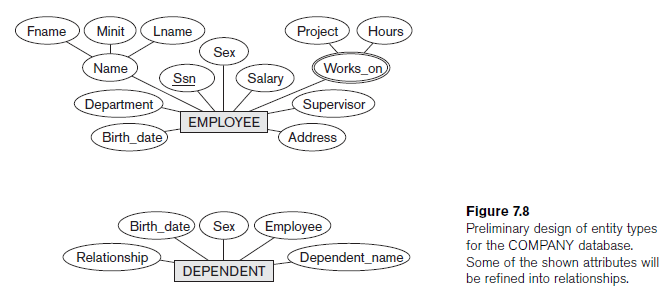 Fname Minit Lname Project Hours
Sex
Name Ssn Salary Works_on
Department Supervisor
EMPLOYEE
Birth_date Address
Birth_date Sex Employee
Relationship Dependent_name
DEPENDENT
Figure 7.8
Preliminary design of entity types
for the COMPANY database.
Some of the shown attributes will
be refined into relationships.